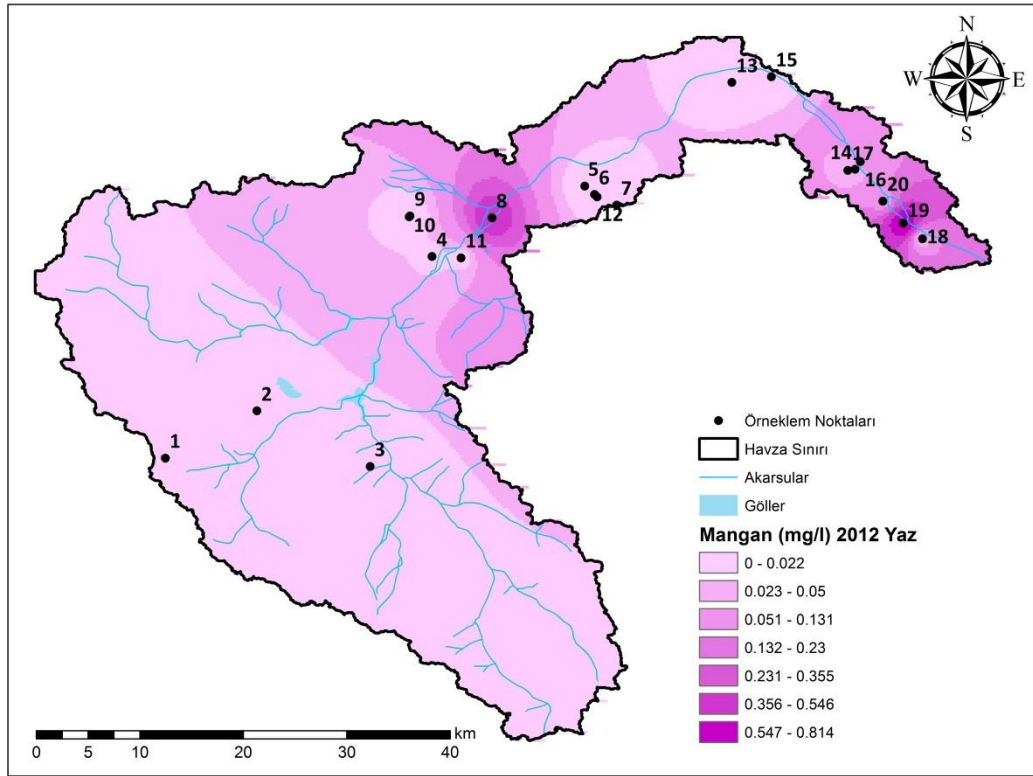 N
W E
S
13 15
14 17
16 20
19
18
5 6 7
12
8
9
10
4 11
2
1
3
Örneklem Noktaları
Havza Sınırı
Akarsular
Göller
Mangan (mg/l) 2012 Yaz
0 - 0.022
0.023 - 0.05
0.051 - 0.131
0.132 - 0.23
0.231 - 0.355
0.356 - 0.546
0.547 - 0.814
km
0 5 10 20 30 40